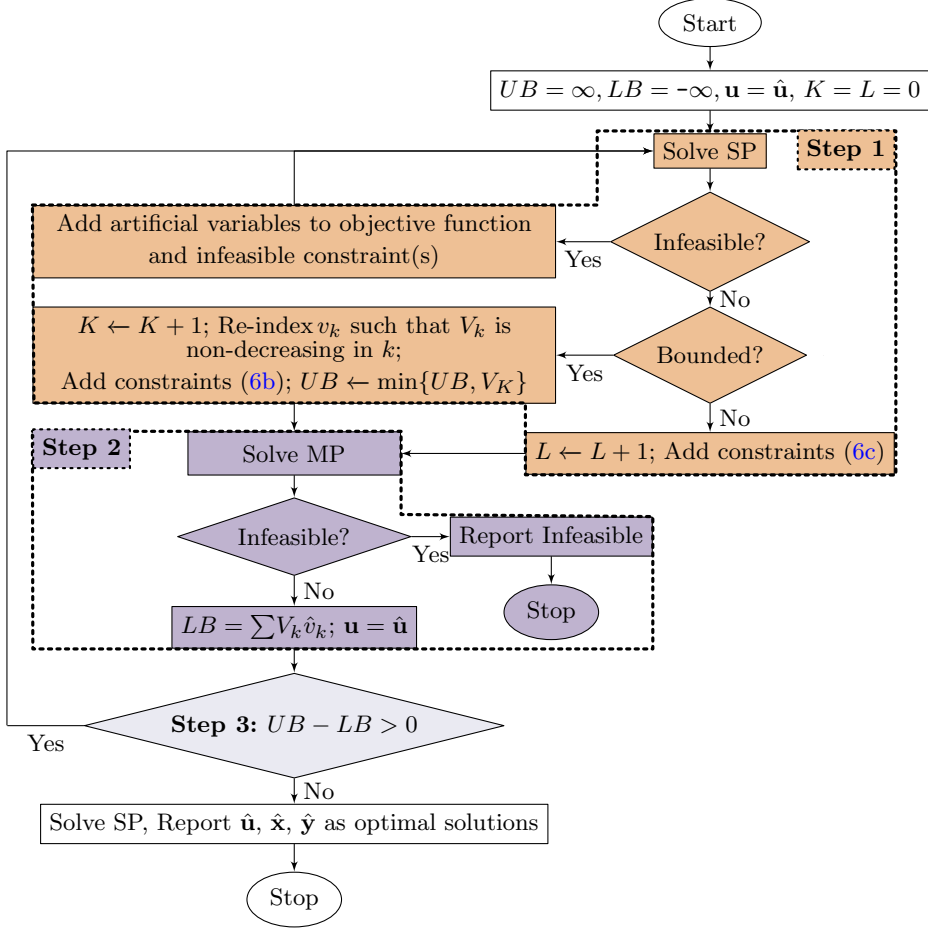 Start
UB = ∞, LB = -∞, 𝐮 = 𝐮̂, K = L = 0
Solve SP
Step 1
Add artificial variables to objective function
and infeasible constraint(s)
Infeasible?
Yes
No
K ← K + 1; Re-index v_k such that V_k is
non-decreasing in k;
Add constraints (6b); UB ← min{UB, V_K}
Bounded?
Yes
No
L ← L + 1; Add constraints (6c)
Step 2
Solve MP
Infeasible?
Yes
Report Infeasible
No
Stop
LB = ∑V_k v̂_k; 𝐮 = 𝐮̂
Step 3: UB − LB > 0
Yes
No
Solve SP, Report 𝐮̂, 𝐱̂, 𝐲̂ as optimal solutions
Stop